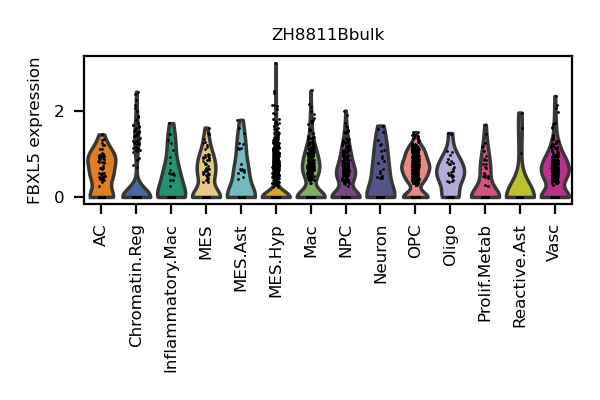 ZH8811Bbulk
FBXL5 expression
2
0
AC
Chromatin.Reg
Inflammatory.Mac
MES
MES.Ast
MES.Hyp
Mac
NPC
Neuron
OPC
Oligo
Prolif.Metab
Reactive.Ast
Vasc